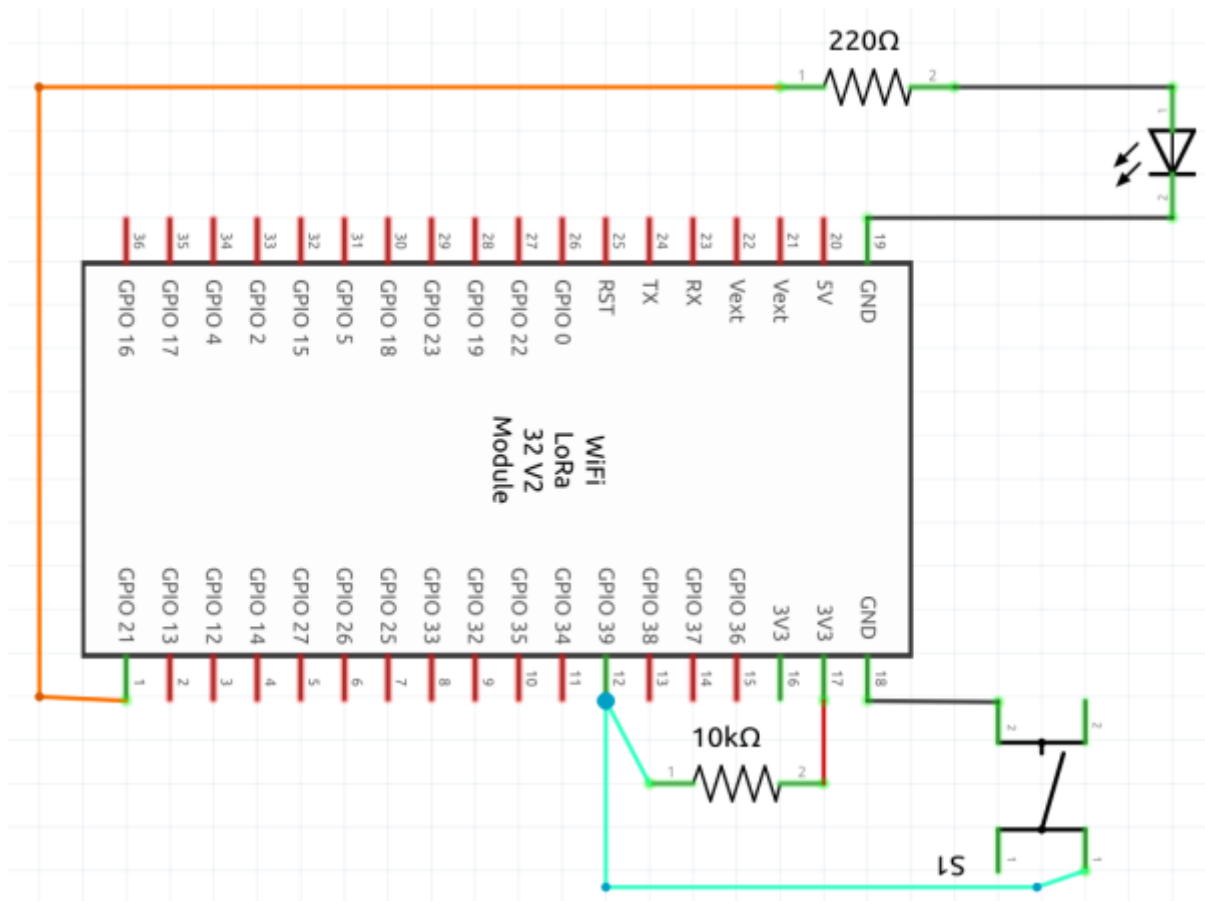 220Ω
1
2
1
2
36
35
34
33
32
31
30
29
28
27
26
25
24
23
22
21
20
19
GPIO 16
GPIO 17
GPIO 4
GPIO 2
GPIO 15
GPIO 5
GPIO 18
GPIO 23
GPIO 19
GPIO 22
GPIO 0
RST
TX
RX
Vext
Vext
5V
GND
WiFi
LoRa
32 V2
Module
GPIO 21
GPIO 13
GPIO 12
GPIO 14
GPIO 27
GPIO 26
GPIO 25
GPIO 33
GPIO 32
GPIO 35
GPIO 34
GPIO 39
GPIO 38
GPIO 37
GPIO 36
3V3
3V3
GND
1
2
3
4
5
6
7
8
9
10
11
12
13
14
15
16
17
18
10kΩ
1
2
2
2
1
1
S1